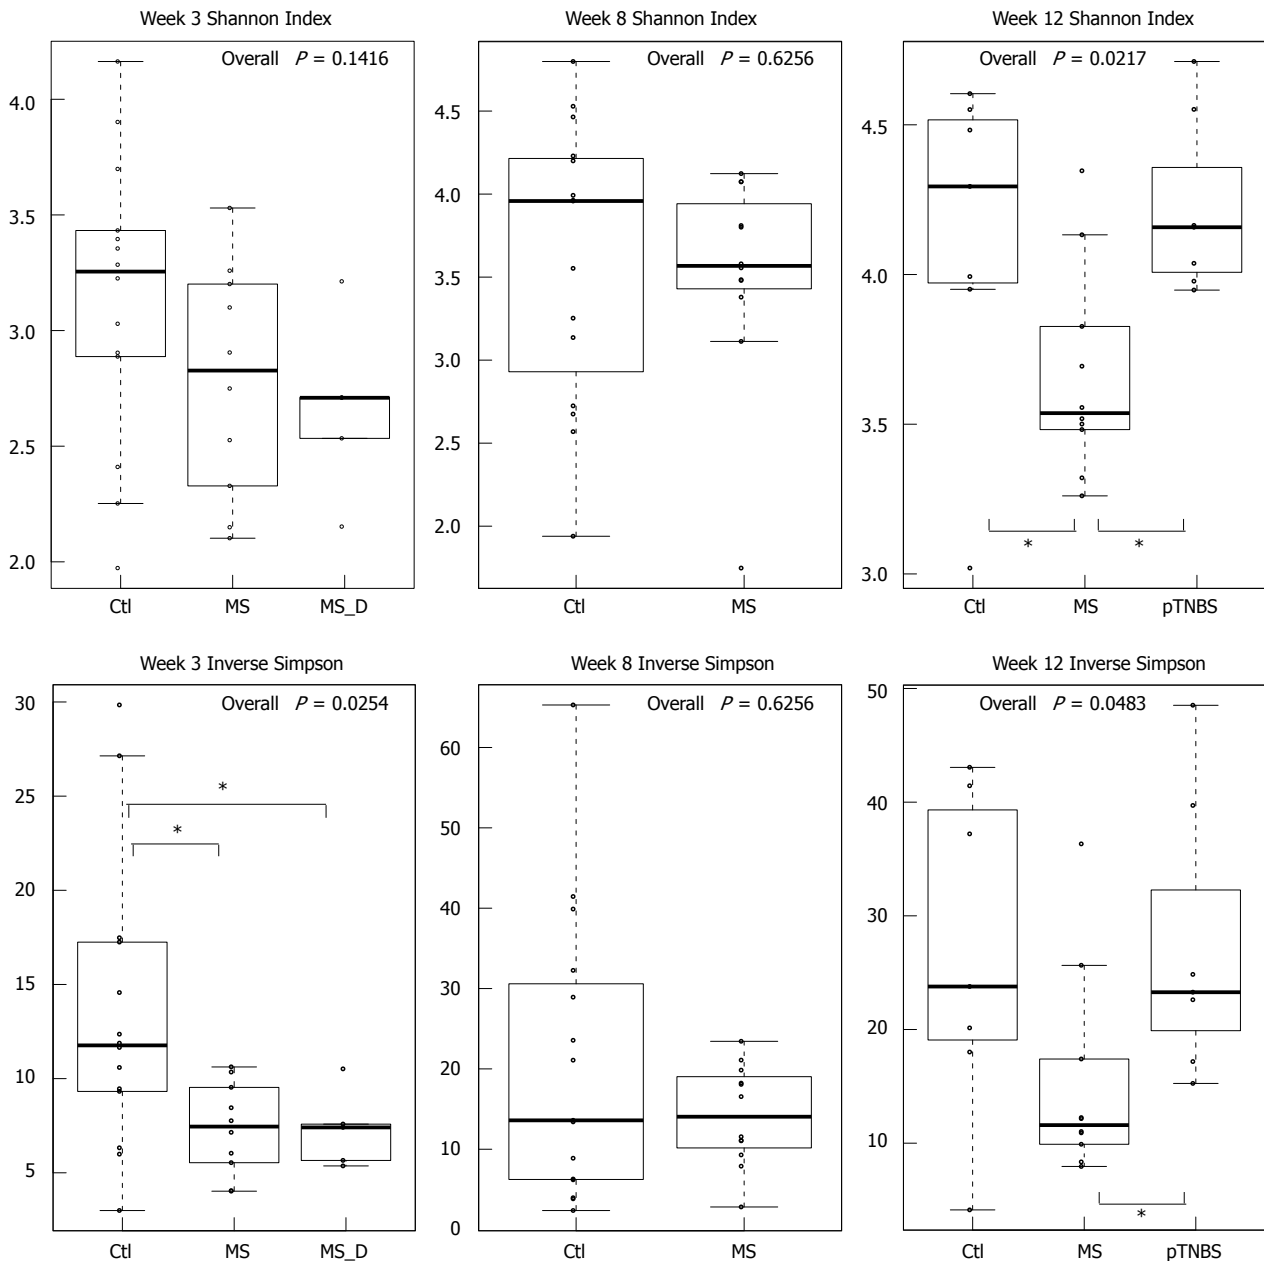 Week 3 Shannon Index
Overall P = 0.1416
4.0
3.5
3.0
2.5
2.0
Ctl MS MS_D
Week 8 Shannon Index
Overall P = 0.6256
4.5
4.0
3.5
3.0
2.5
2.0
Ctl MS
Week 12 Shannon Index
Overall P = 0.0217
4.5
4.0
3.5
3.0
* *
Ctl MS pTNBS
Week 3 Inverse Simpson
Overall P = 0.0254
30
25
20
15
10
5
*
*
Ctl MS MS_D
Week 8 Inverse Simpson
Overall P = 0.6256
60
50
40
30
20
10
0
Ctl MS
Week 12 Inverse Simpson
Overall P = 0.0483
50
40
30
20
10
*
Ctl MS pTNBS